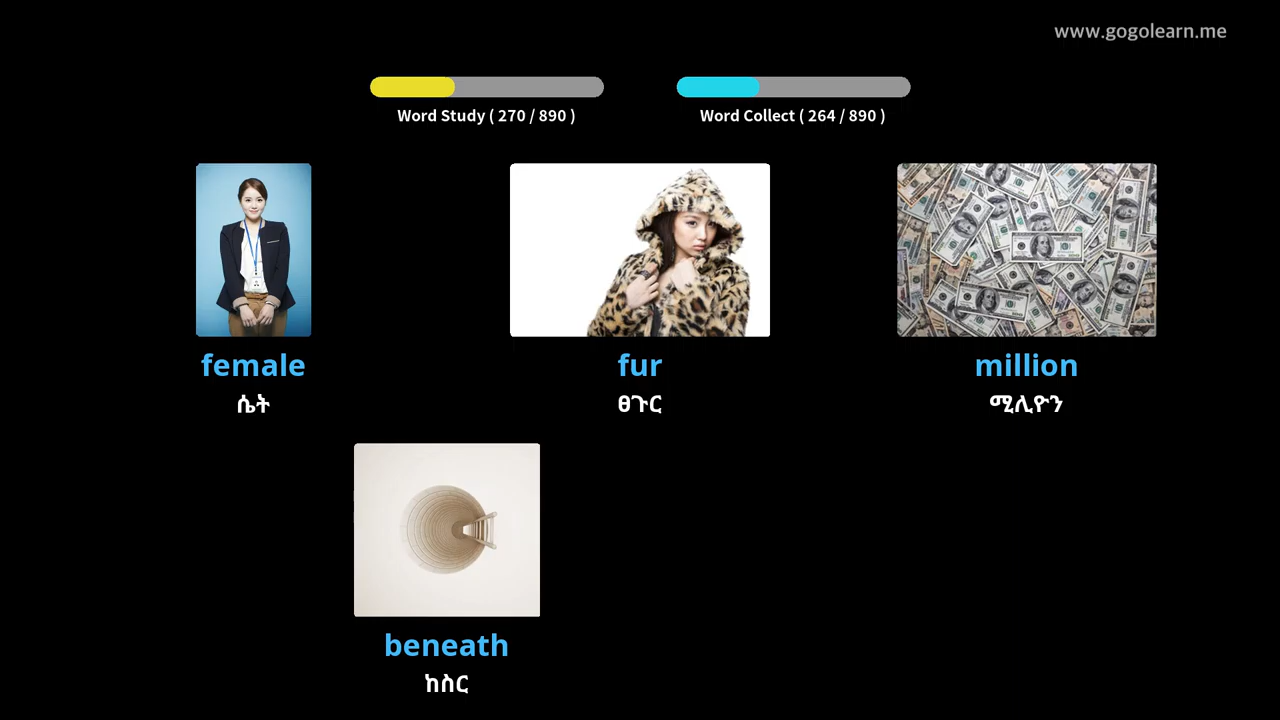 www.gogolearn.me
Word Study ( 270 / 890 )
Word Collect ( 264 / 890 )
female
ሴት
fur
ፀጉር
million
ሚሊዮን
beneath
ከስር